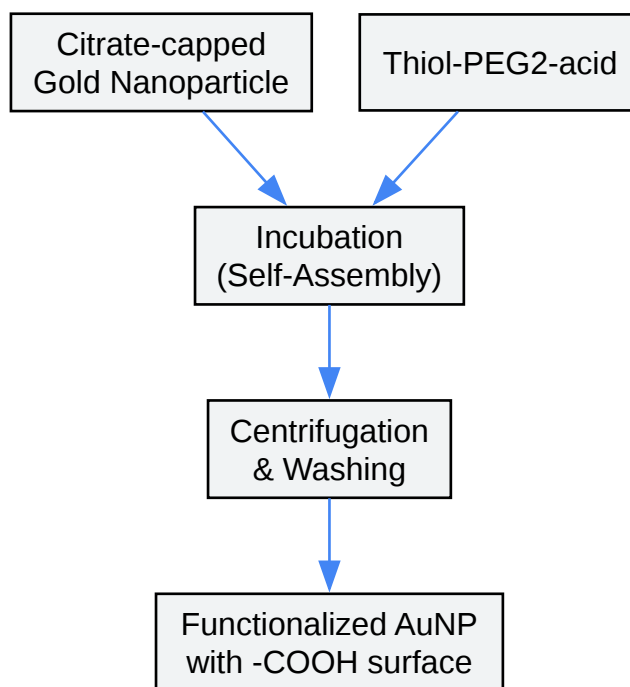 Citrate-capped
Gold Nanoparticle
Thiol-PEG2-acid
Incubation
(Self-Assembly)
Centrifugation
& Washing
Functionalized AuNP
with -COOH surface